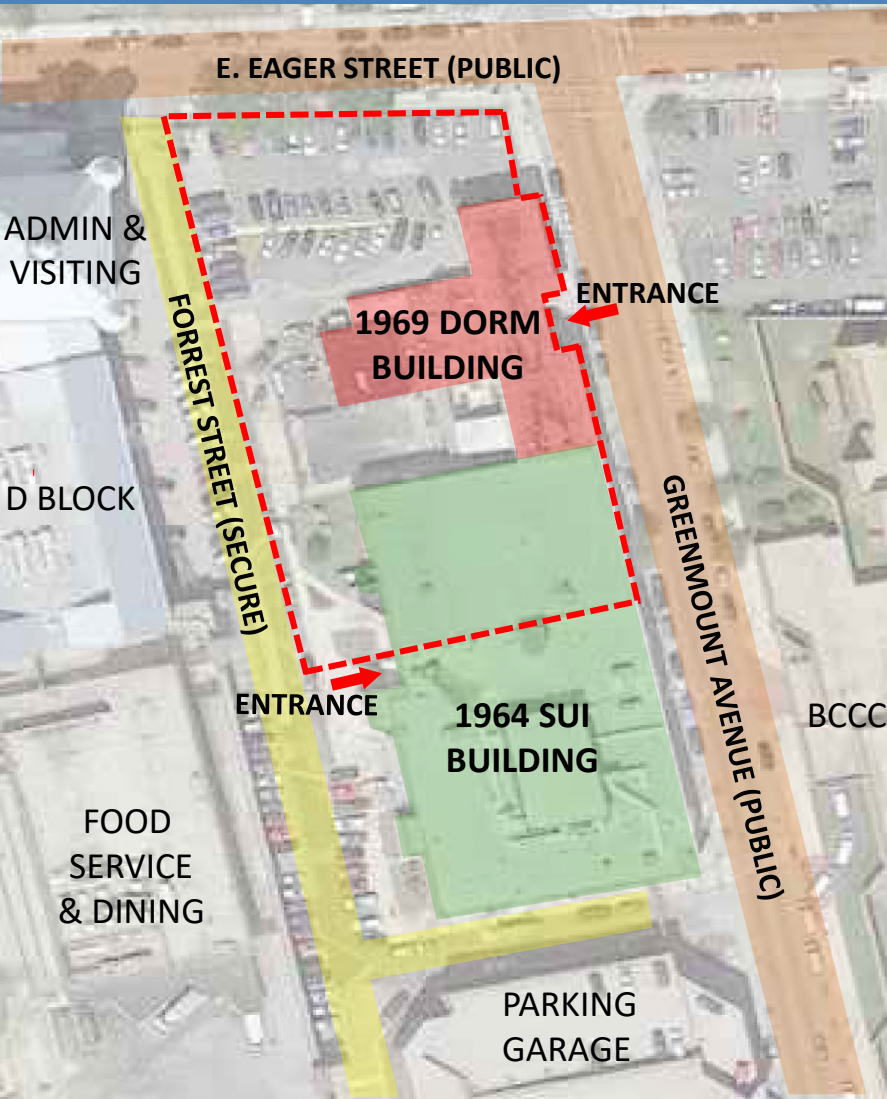 E. EAGER STREET (PUBLIC)
ADMIN &
VISITING
ENTRANCE
1969 DORM
BUILDING
FORREST STREET (SECURE)
D BLOCK
GREENMOUNT AVENUE (PUBLIC)
ENTRANCE
1964 SUI
BUILDING
BCCC
FOOD
SERVICE
& DINING
PARKING
GARAGE